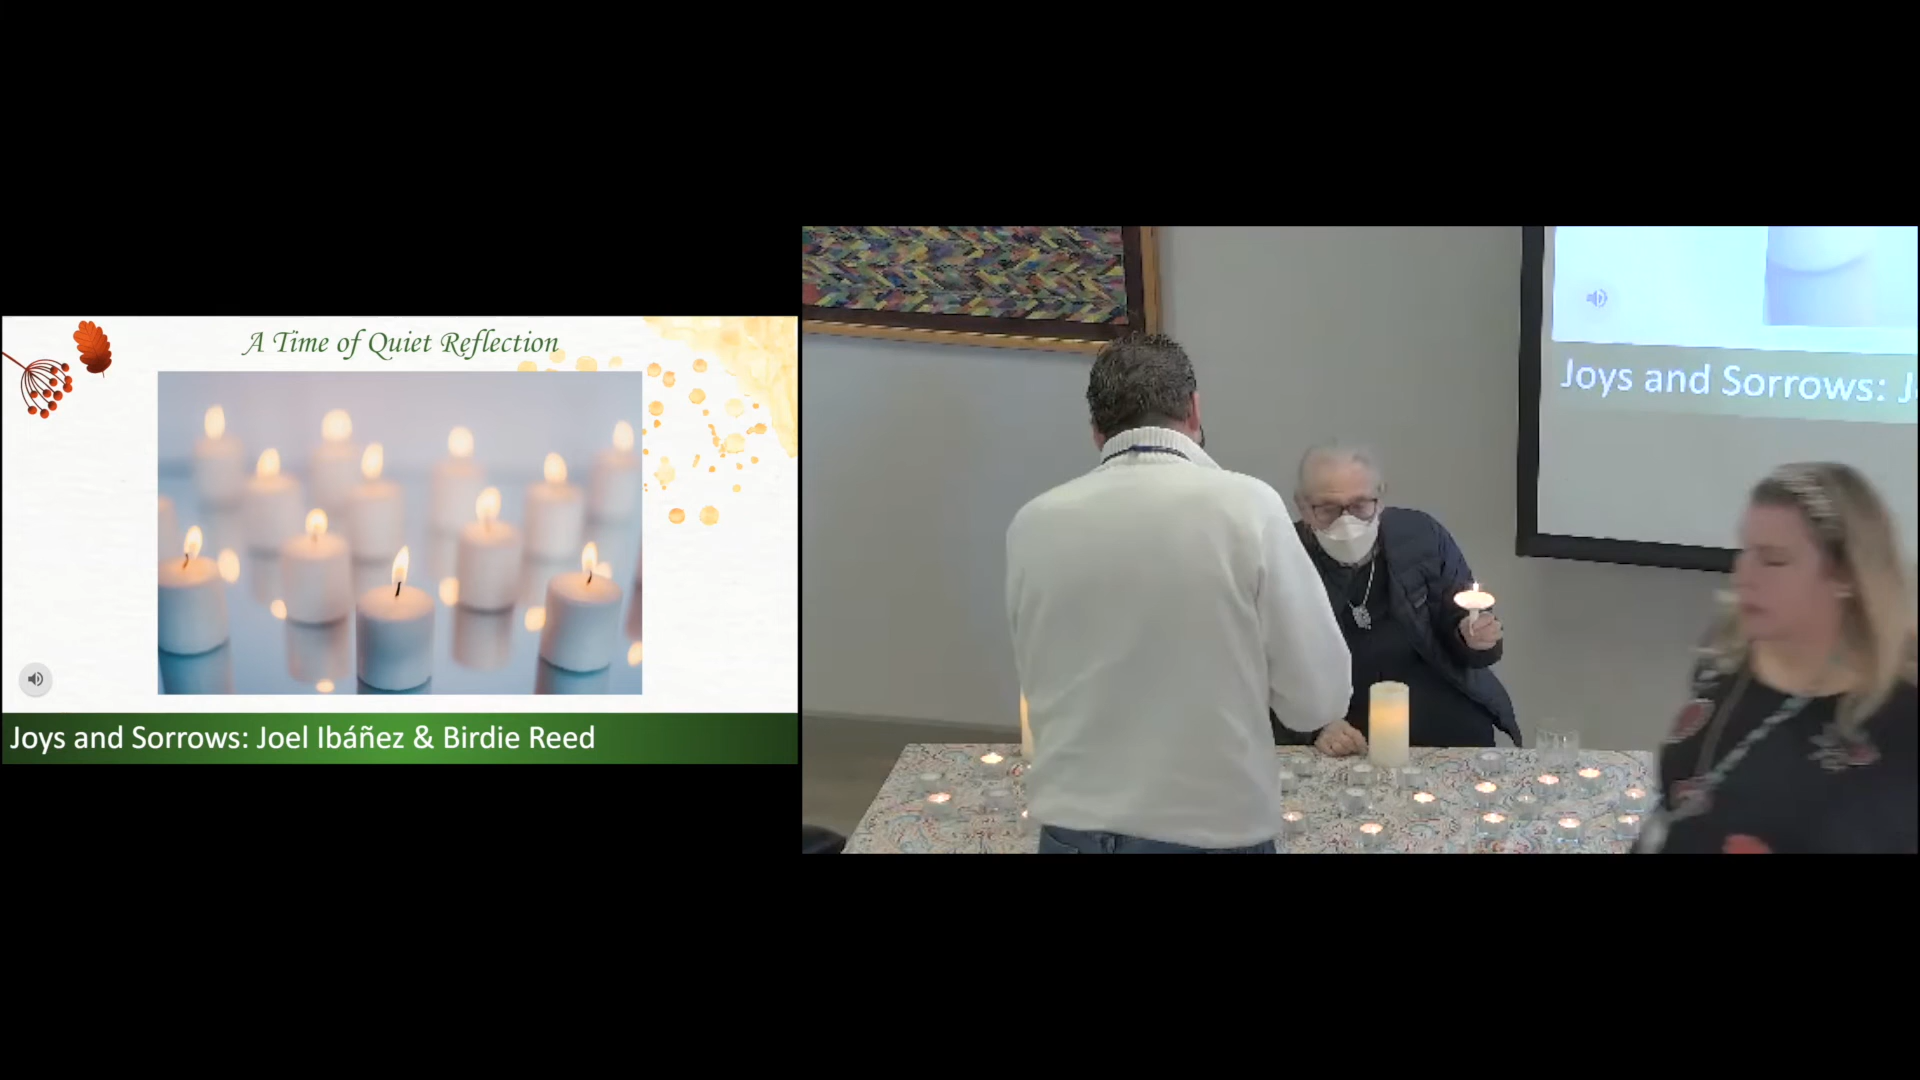 A Time of Quiet Reflection
Joys and Sorrows: Joel Ibáñez & Birdie Reed
Joys and Sorrows: J